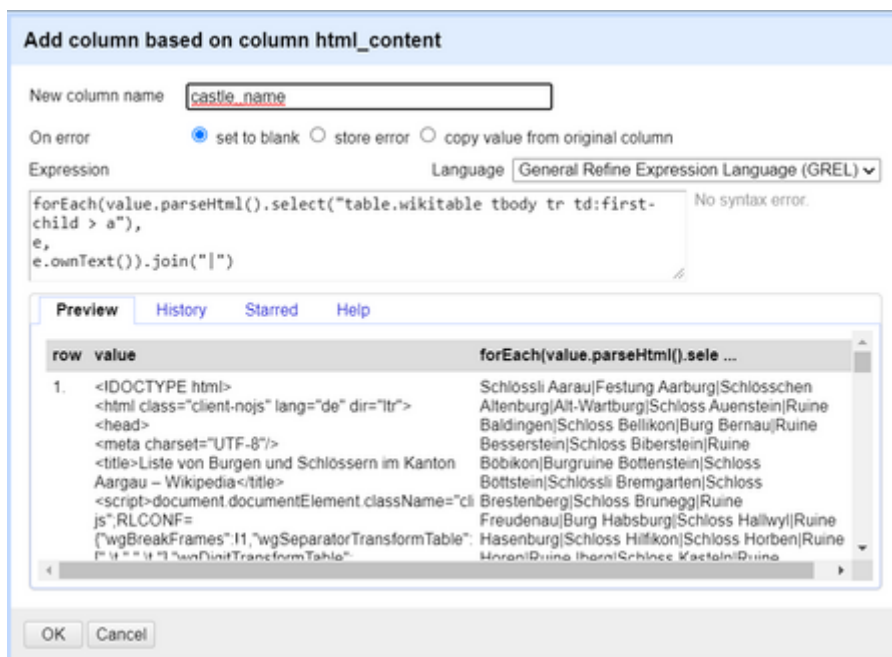 Add column based on column html_content
New column name castle_name
On error set to blank store error copy value from original column
Expression Language General Refine Expression Language (GREL)
forEach(value.parseHtml().select("table.wikitable tbody tr td:first-
child > a"),
e,
e.ownText()).join("|")
No syntax error.
Preview History Starred Help
row value forEach(value.parseHtml().sele ...
1. <!DOCTYPE html> Schlössli Aarau|Festung Aarburg|Schlösschen
<html class="client-nojs" lang="de" dir="ltr"> Altenburg|Alt-Wartburg|Schloss Auenstein|Ruine
<head> Baldingen|Schloss Bellikon|Burg Bernau|Ruine
<meta charset="UTF-8"/> Besserstein|Schloss Biberstein|Ruine
<title>Liste von Burgen und Schlössern im Kanton Böbikon|Burgruine Bottenstein|Schloss
Aargau – Wikipedia</title> Böttstein|Schlössli Bremgarten|Schloss
<script>document.documentElement.className="cli Brestenberg|Schloss Brunegg|Ruine
js";RLCONF= Freudenau|Burg Habsburg|Schloss Hallwyl|Ruine
{"wgBreakFrames":!1,"wgSeparatorTransformTable": Hasenburg|Schloss Hilfikon|Schloss Horben|Ruine
[",\t.",".\t,"],"wgDigitTransformTable": Horen|Ruine Iberg|Schloss Kasteln|Ruine
OK Cancel